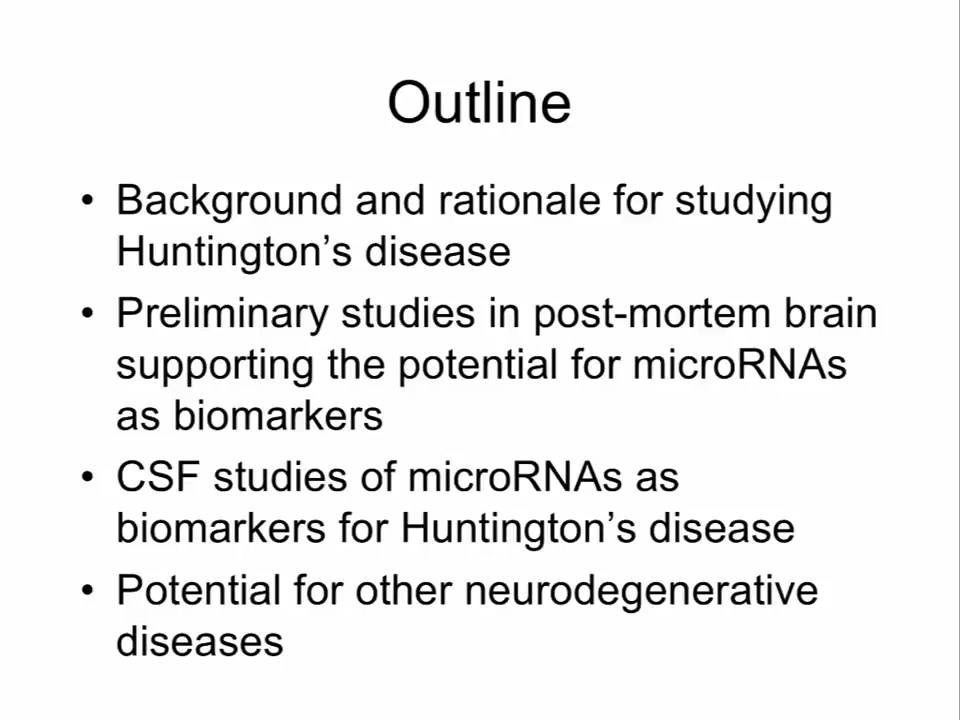 Outline
• Background and rationale for studying
Huntington’s disease
• Preliminary studies in post-mortem brain
supporting the potential for microRNAs
as biomarkers
• CSF studies of microRNAs as
biomarkers for Huntington’s disease
• Potential for other neurodegenerative
diseases